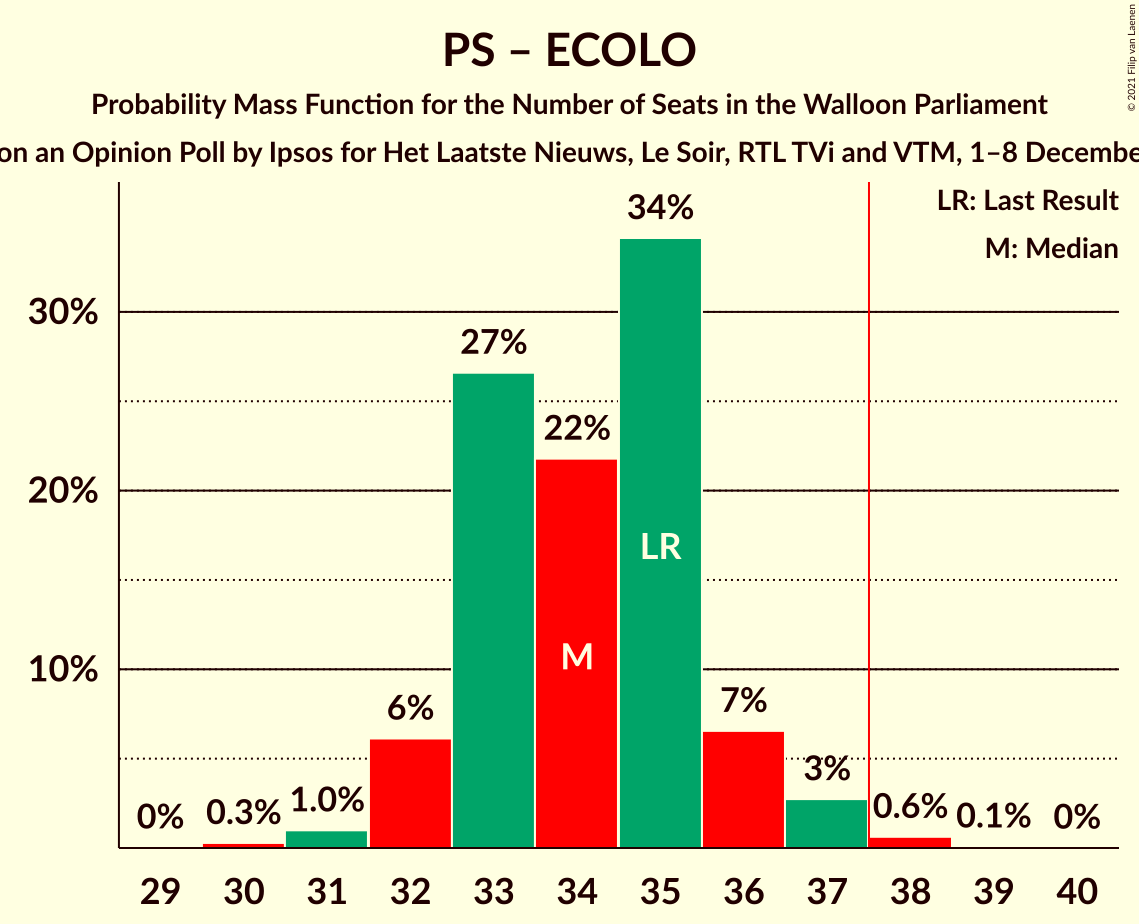 PS – ECOLO
Probability Mass Function for the Number of Seats in the Walloon Parliament
on an Opinion Poll by Ipsos for Het Laatste Nieuws, Le Soir, RTL TVi and VTM, 1–8
© 2021 Filip van Laenen
LR: Last Result
M: Median
34%
30%
27%
22%
20%
LR
M
10%
6%
7%
3%
0%
0.3%
1.0%
0.6%
0.1%
0%
29 30 31 32 33 34 35 36 37 38 39 40